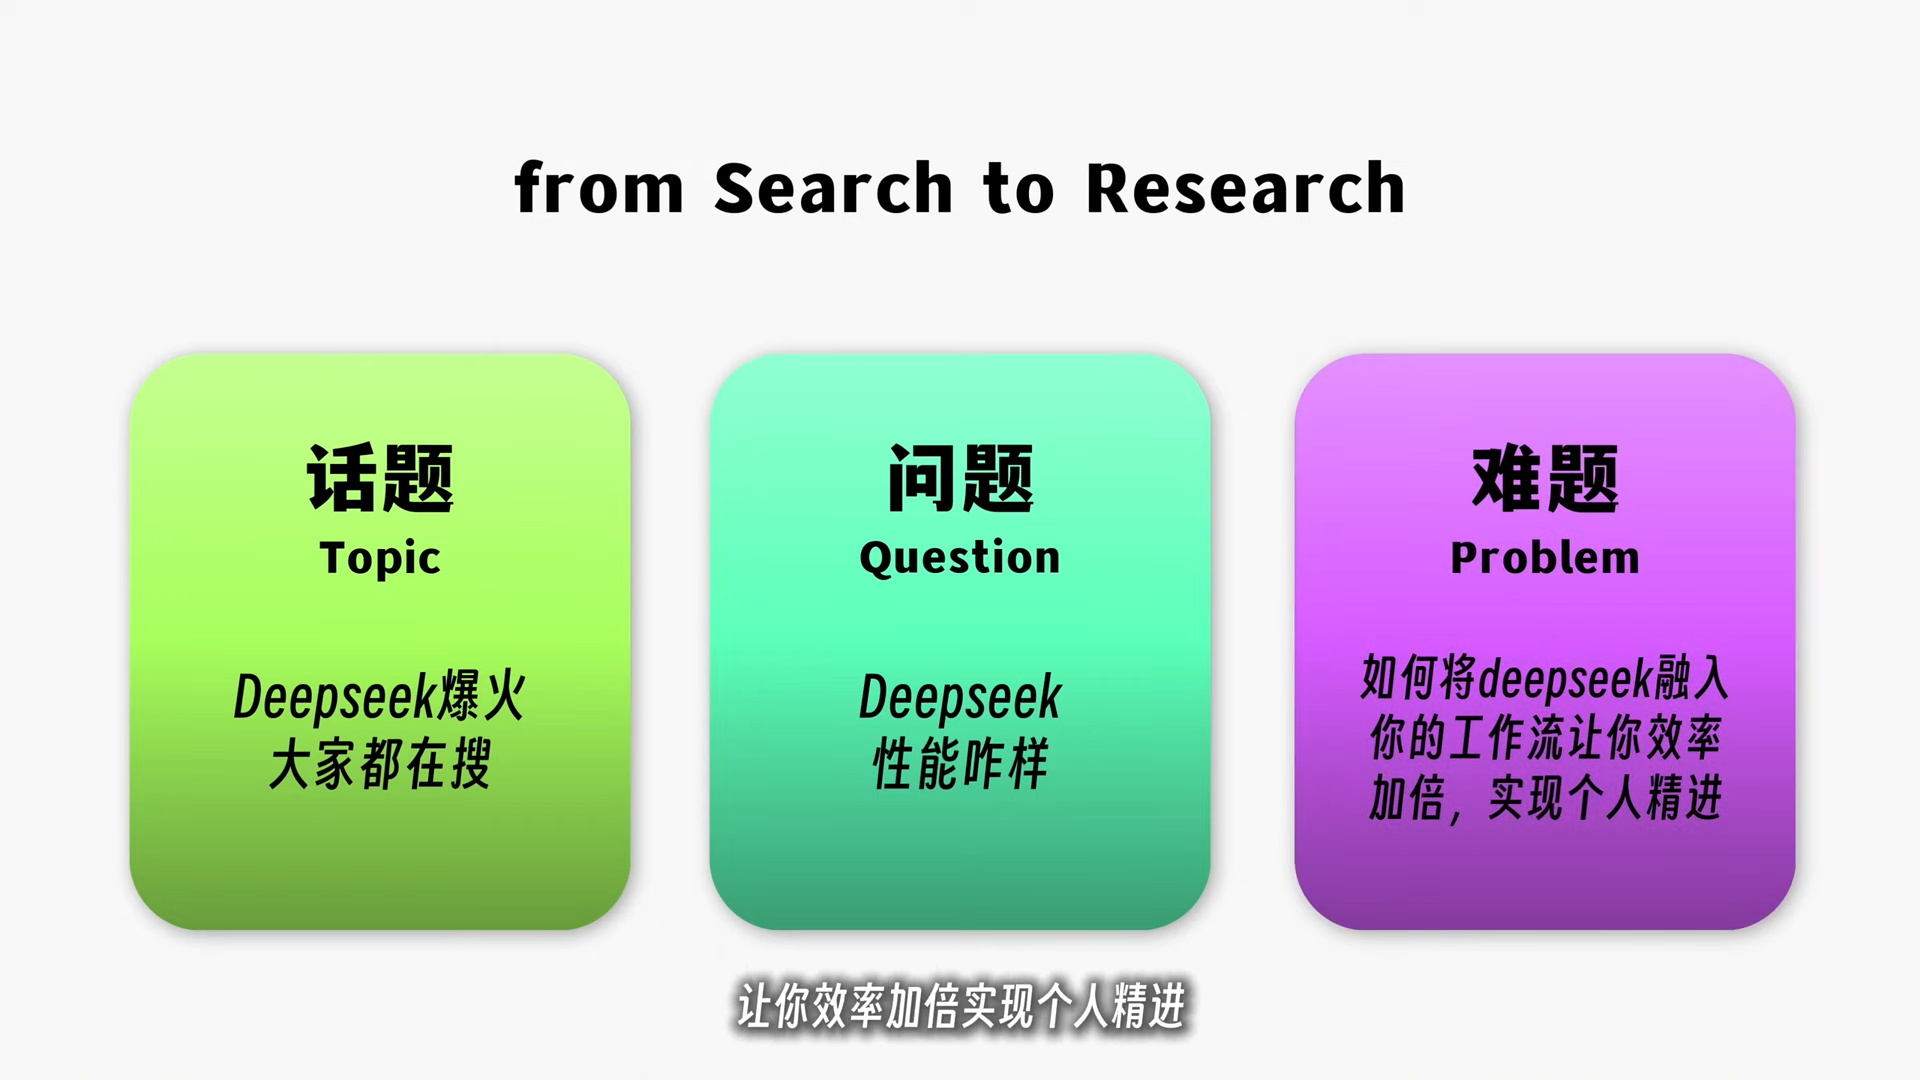 from Search to Research
话题
Topic
Deepseek爆火
大家都在搜
问题
Question
Deepseek
性能咋样
难题
Problem
如何将deepseek融入
你的工作流让你效率
加倍，实现个人精进
让你效率加倍实现个人精进